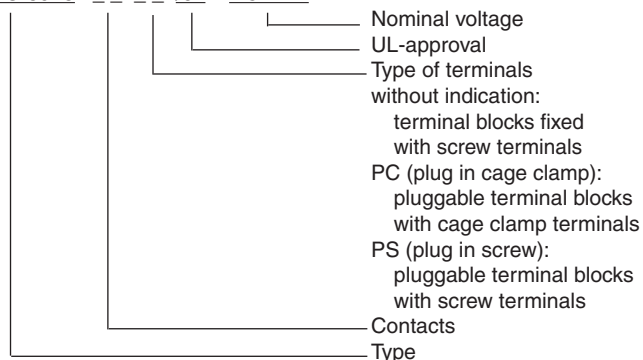 Nominal voltage
UL-approval
Type of terminals
without indication:
terminal blocks fixed
with screw terminals
PC (plug in cage clamp):
pluggable terminal blocks
with cage clamp terminals
PS (plug in screw):
pluggable terminal blocks
with screw terminals
Contacts
Type